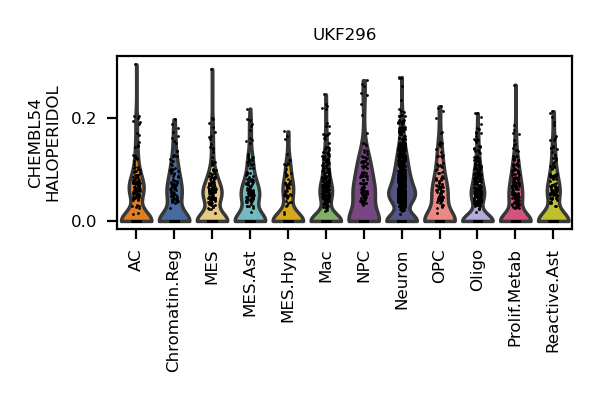 UKF296
CHEMBL54
HALOPERIDOL
0.2
0.0
AC
Chromatin.Reg
MES
MES.Ast
MES.Hyp
Mac
NPC
Neuron
OPC
Oligo
Prolif.Metab
Reactive.Ast